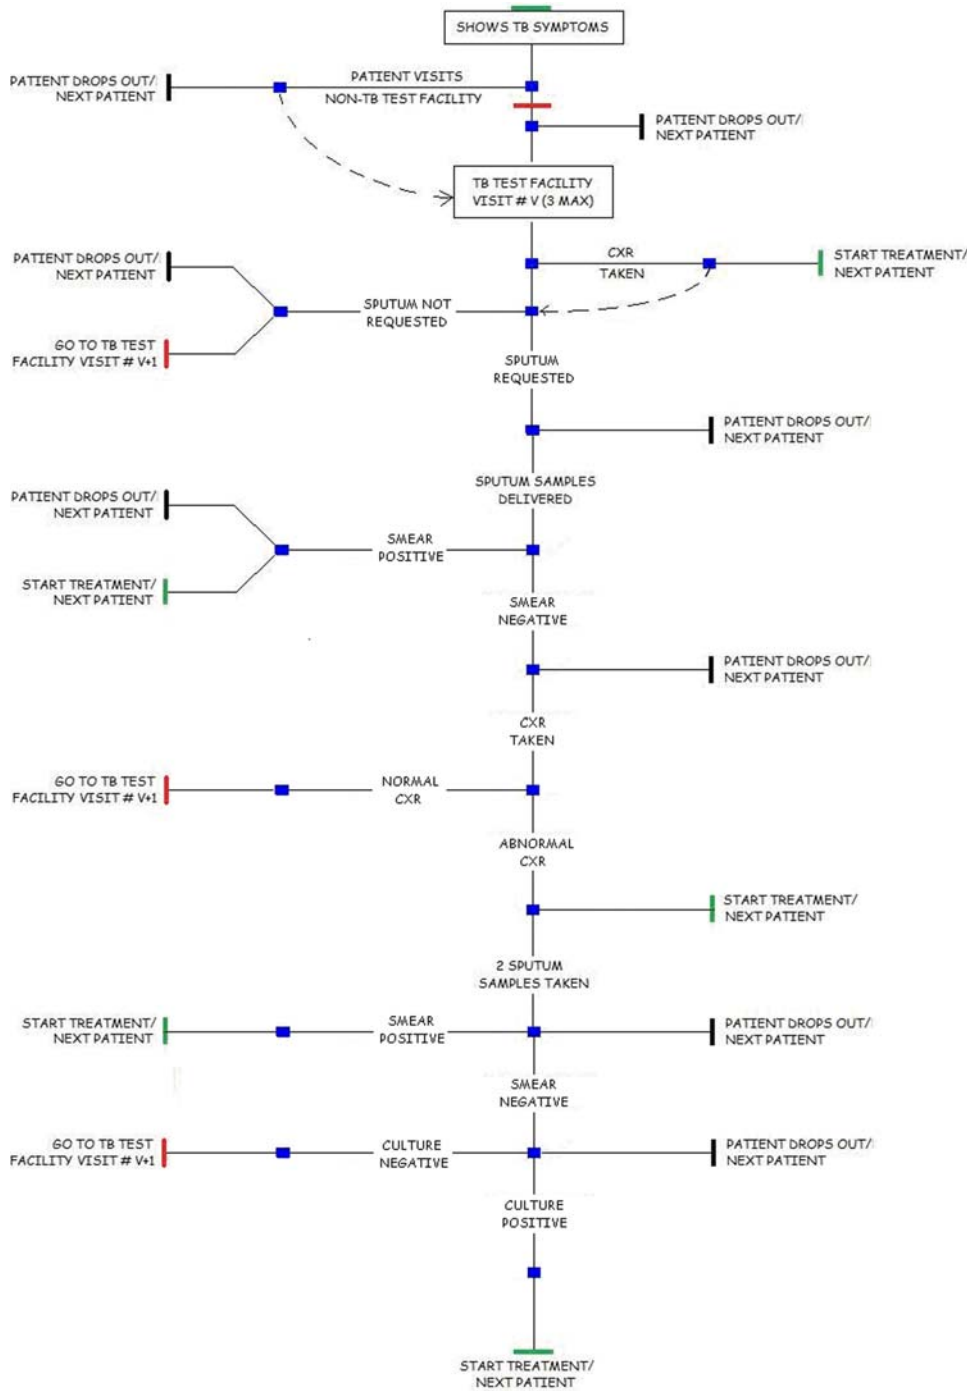 SHOWS TB SYMPTOMS
PATIENT DROPS OUT/
NEXT PATIENT
PATIENT VISITS
NON-TB TEST FACILITY
PATIENT DROPS OUT/
NEXT PATIENT
TB TEST FACILITY
VISIT # V (3 MAX)
PATIENT DROPS OUT/
NEXT PATIENT
CXR
TAKEN
START TREATMENT/
NEXT PATIENT
SPUTUM NOT
REQUESTED
GO TO TB TEST
FACILITY VISIT # V+1
SPUTUM
REQUESTED
PATIENT DROPS OUT/
NEXT PATIENT
SPUTUM SAMPLES
DELIVERED
PATIENT DROPS OUT/
NEXT PATIENT
SMEAR
POSITIVE
START TREATMENT/
NEXT PATIENT
SMEAR
NEGATIVE
PATIENT DROPS OUT/
NEXT PATIENT
CXR
TAKEN
GO TO TB TEST
FACILITY VISIT # V+1
NORMAL
CXR
ABNORMAL
CXR
START TREATMENT/
NEXT PATIENT
2 SPUTUM
SAMPLES TAKEN
START TREATMENT/
NEXT PATIENT
SMEAR
POSITIVE
PATIENT DROPS OUT/
NEXT PATIENT
SMEAR
NEGATIVE
GO TO TB TEST
FACILITY VISIT # V+1
CULTURE
NEGATIVE
PATIENT DROPS OUT/
NEXT PATIENT
CULTURE
POSITIVE
START TREATMENT/
NEXT PATIENT